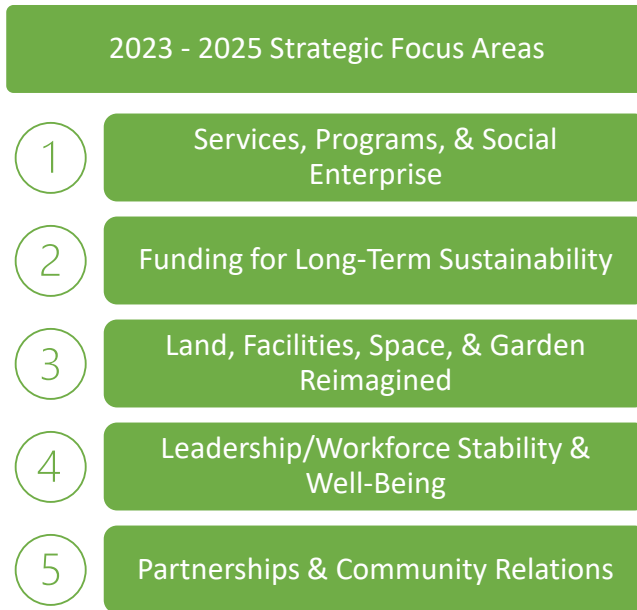 2023 - 2025 Strategic Focus Areas
1
Services, Programs, & Social
Enterprise
2
Funding for Long-Term Sustainability
3
Land, Facilities, Space, & Garden
Reimagined
4
Leadership/Workforce Stability &
Well-Being
5
Partnerships & Community Relations